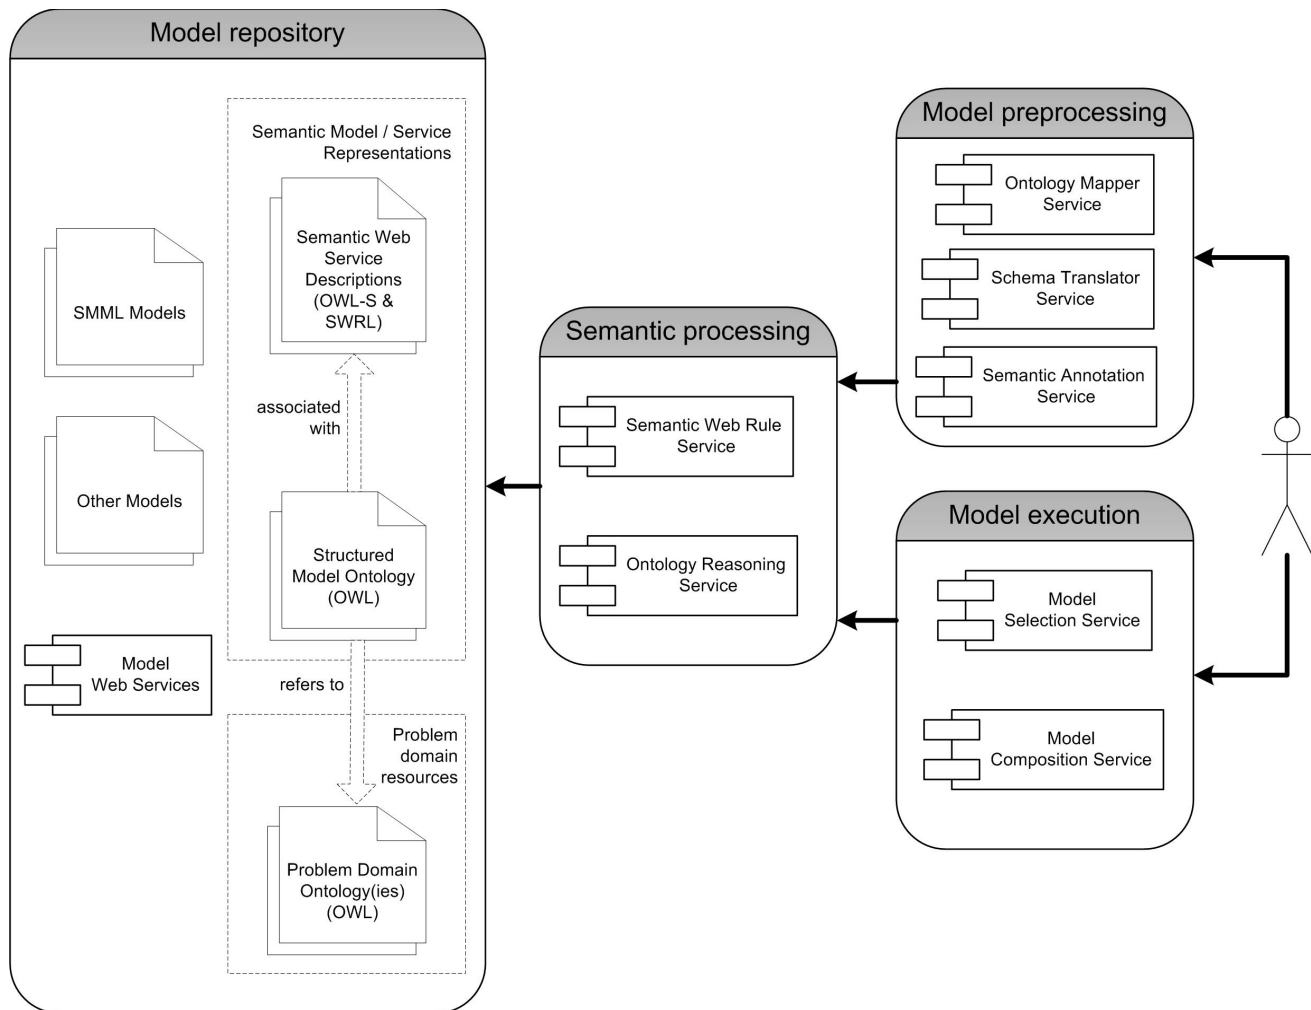 Model repository
Semantic Model / Service
Representations
Semantic Web
Service
Descriptions
(OWL-S &
SWRL)
SMML Models
associated
with
Other Models
Structured
Model Ontology
(OWL)
Model
Web Services
refers to
Problem
domain
resources
Problem Domain
Ontology(ies)
(OWL)
Semantic processing
Semantic Web Rule
Service
Ontology Reasoning
Service
Model preprocessing
Ontology Mapper
Service
Schema Translator
Service
Semantic Annotation
Service
Model execution
Model
Selection Service
Model
Composition Service